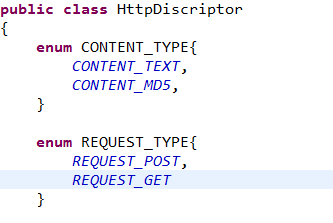 public class HttpDiscriptor
{
enum CONTENT_TYPE{
CONTENT_TEXT,
CONTENT_MD5,
}
enum REQUEST_TYPE{
REQUEST_POST,
REQUEST_GET
}